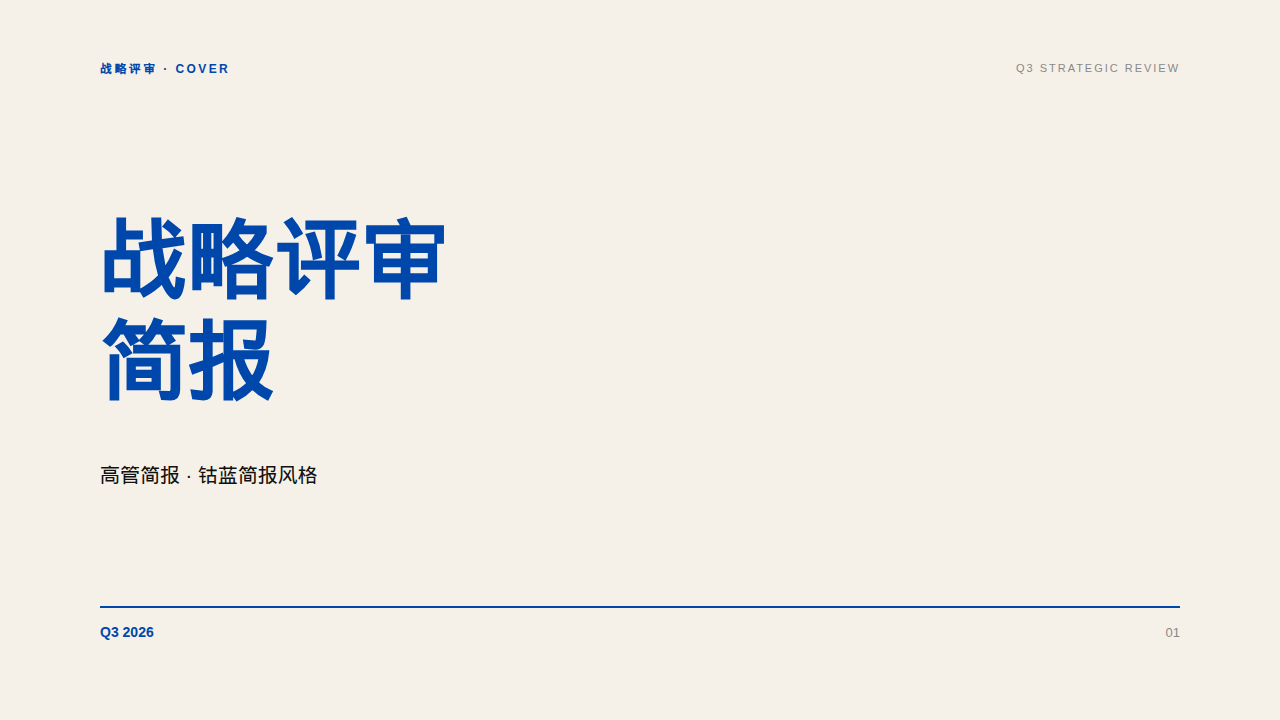 战略评审 · COVER
Q3 STRATEGIC REVIEW
战略评审
简报
高管简报 · 钴蓝简报风格
Q3 2026
01